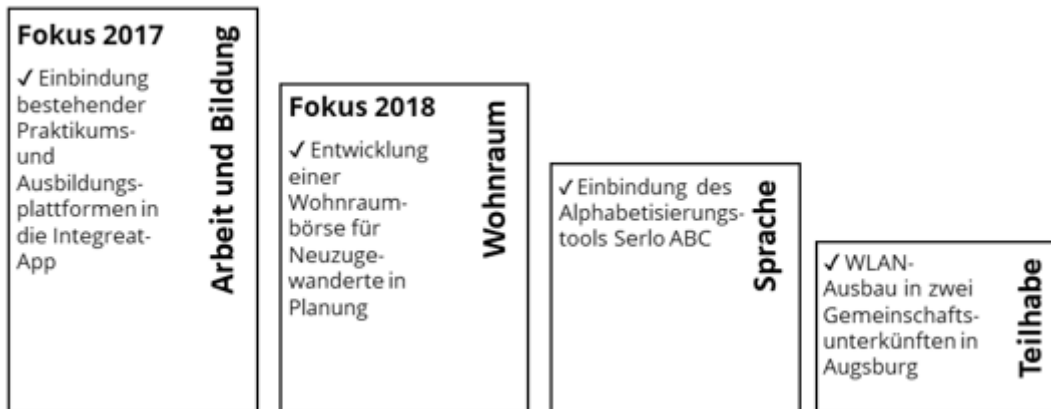 Fokus 2017
✓ Einbindung
bestehender
Praktikums-
und
Ausbildungs-
plattformen in
die Integreat-
App
Arbeit und Bildung
Fokus 2018
✓ Entwicklung
einer
Wohnraum-
börse für
Neuzuge-
wanderte in
Planung
Wohnraum
✓ Einbindung des
Alphabetisierungs-
tools Serlo ABC
Sprache
✓ WLAN-
Ausbau in zwei
Gemeinschafts-
unterkünften in
Augsburg
Teilhabe